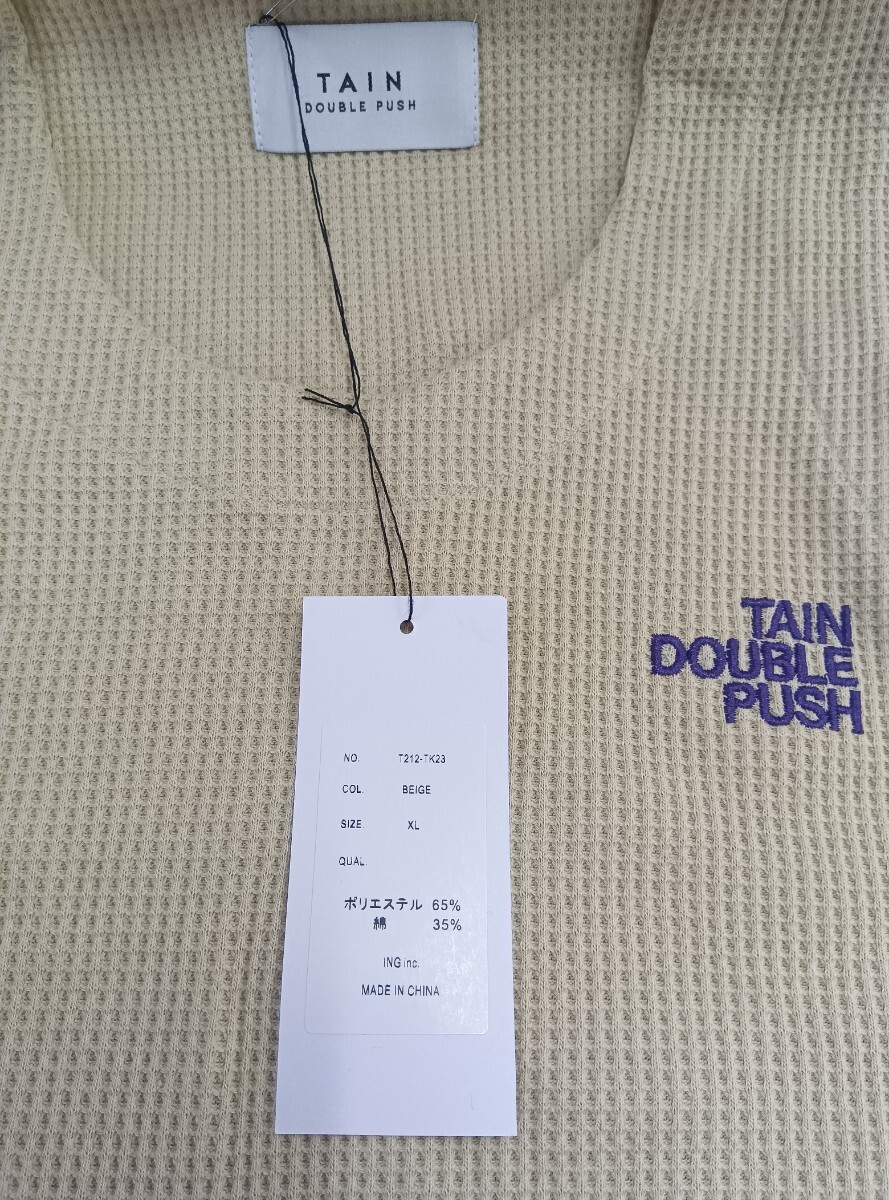 TAIN
DOUBLE PUSH
TAIN
DOUBLE
PUSH
NO. T212-TK23
COL. BEIGE
SIZE. XL
QUAL.
ポリエステル 65%
綿 35%
ING inc.
MADE IN CHINA